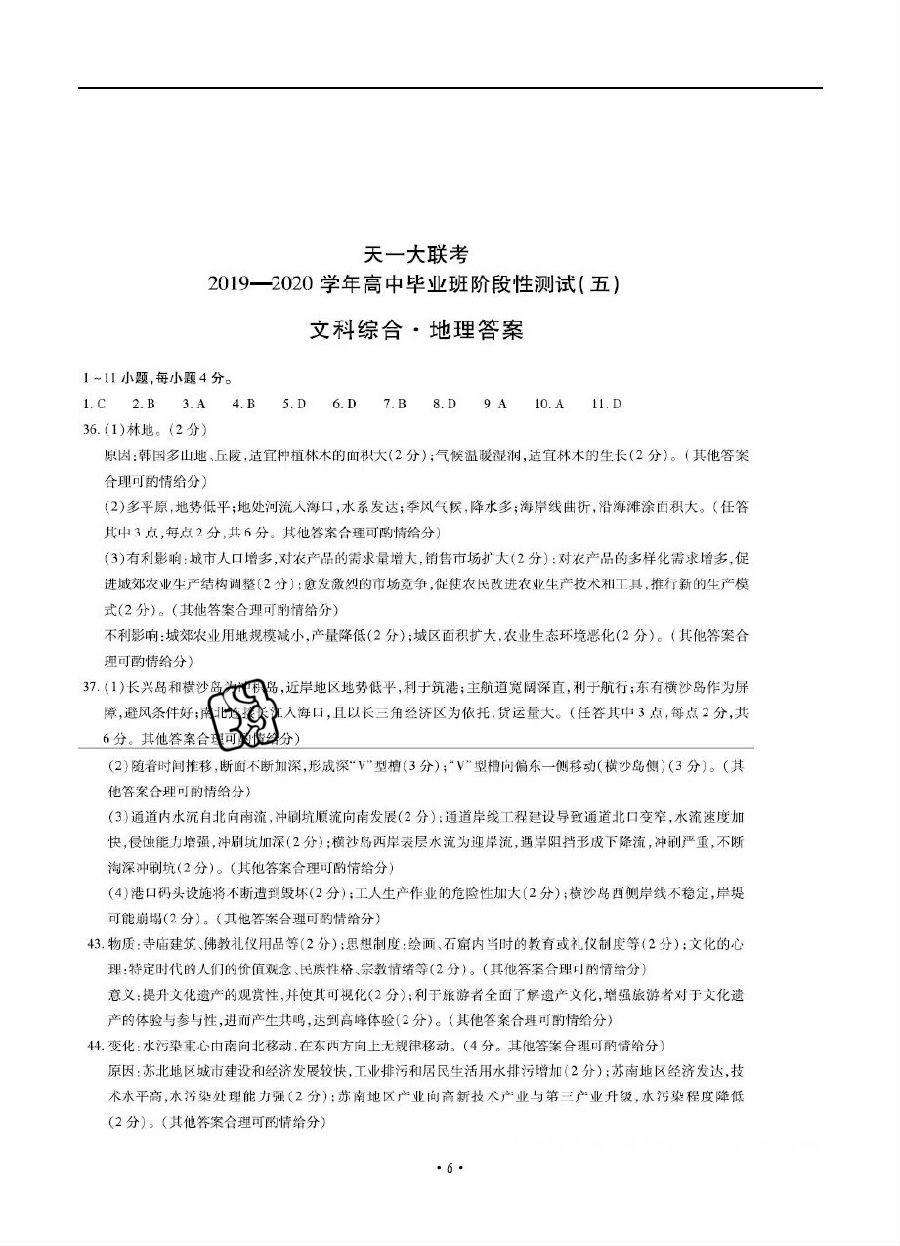 天一大联考
2019—2020 学年高中毕业班阶段性测试(五)
文科综合·地理答案
1~11 小题,每小题 4 分。
1. C 2. B 3. A 4. B 5. D 6. D 7. B 8. D 9 A 10. A 11. D
36. (1)林地。(2 分)
原因:韩国多山地、丘陵,适宜种植林木的面积大(2 分);气候温暖湿润,适宜林木的生长(2 分)。(其他答案
合理可酌情给分)
(2)多平原,地势低平;地处河流入海口,水系发达;季风气候,降水多;海岸线曲折,沿海滩涂面积大。(任答
其中 3 点,每点 2 分,共 6 分。其他答案合理可酌情给分)
(3)有利影响:城市人口增多,对农产品的需求量增大,销售市场扩大(2 分);对农产品的多样化需求增多,促
进城郊农业生产结构调整(2 分);愈发激烈的市场竞争,促使农民改进农业生产技术和工具,推行新的生产模
式(2 分)。(其他答案合理可酌情给分)
不利影响:城郊农业用地规模减小,产量降低(2 分);城区面积扩大,农业生态环境恶化(2 分)。(其他答案合
理可酌情给分)
37. (1)长兴岛和横沙岛为冲积岛,近岸地区地势低平,利于筑港;主航道宽阔深直,利于航行;东有横沙岛作为屏
障,避风条件好;南北连接长江入海口,且以长三角经济区为依托,货运量大。(任答其中 3 点,每点 2 分,共
6 分。其他答案合理可酌情给分)
(2)随着时间推移,断面不断加深,形成深“V”型槽(3 分);“V”型槽向偏东一侧移动(横沙岛侧)(3 分)。(其
他答案合理可酌情给分)
(3)通道内水沉自北向南流,冲刷坑顺流向南发展(2 分);通道岸线工程建设导致通道北口变窄,水流速度加
快,侵蚀能力增强,冲刷坑加深(2 分);横沙岛西岸表层水流为迎岸流,遇岸阻挡形成下降流,冲刷严重,不断
淘深冲刷坑(2 分)。(其他答案合理可酌情给分)
(4)港口码头设施将不断遭到毁坏(2 分);工人生产作业的危险性加大(2 分);横沙岛西侧岸线不稳定,岸堤
可能崩塌(2 分)。(其他答案合理可酌情给分)
43. 物质:寺庙建筑、佛教礼仪用品等(2 分);思想制度:绘画、石窟内当时的教育或礼仪制度等(2 分);文化的心
理:特定时代的人们的价值观念、民族性格、宗教情绪等(2 分)。(其他答案合理可酌情给分)
意义:提升文化遗产的观赏性,并使其可视化(2 分);利于旅游者全面了解遗产文化,增强旅游者对于文化遗
产的体验与参与性,进而产生共鸣,达到高峰体验(2 分)。(其他答案合理可酌情给分)
44. 变化:水污染重心由南向北移动,在东西方向上无规律移动。(4 分。其他答案合理可酌情给分)
原因:苏北地区城市建设和经济发展较快,工业排污和居民生活用水排污增加(2 分);苏南地区经济发达,技
术水平高,水污染处理能力强(2 分);苏南地区产业向高新技术产业与第三产业升级,水污染程度降低
(2 分)。(其他答案合理可酌情给分)
• 6 •